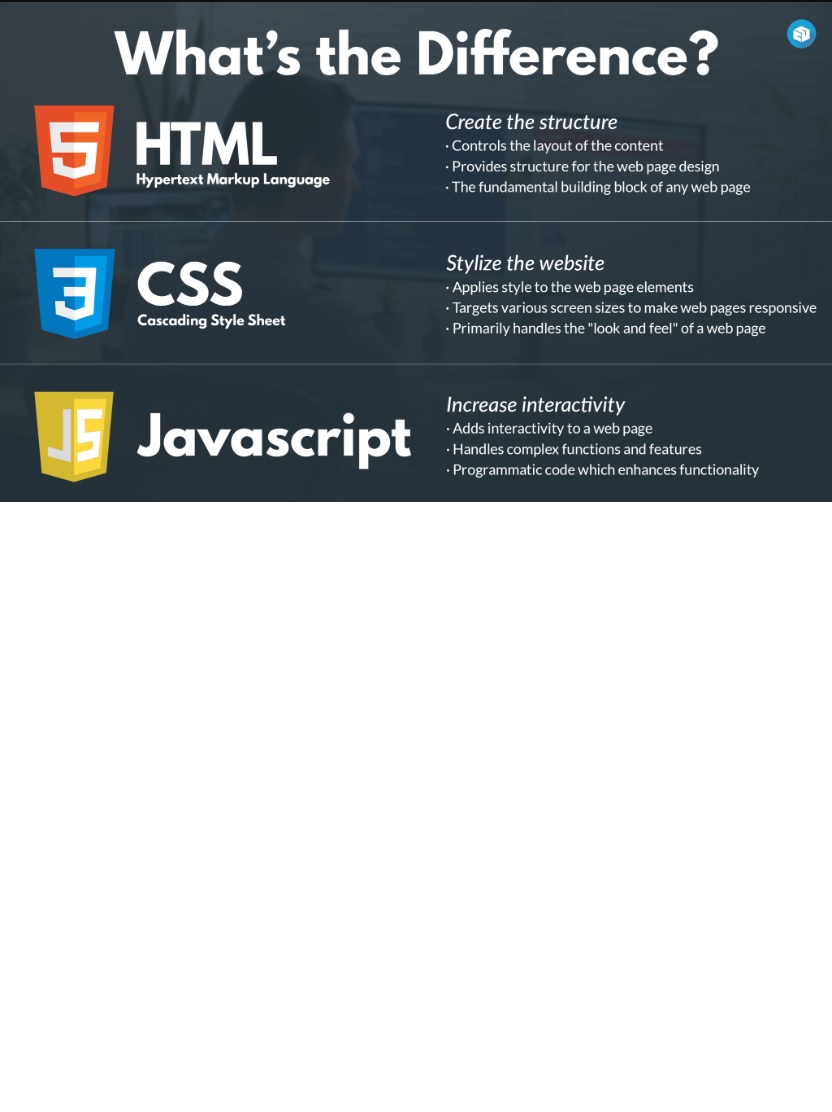 What's the Difference?
5
HTML
Hypertext Markup Language
Create the structure
· Controls the layout of the content
· Provides structure for the web page design
· The fundamental building block of any web page
3
CSS
Cascading Style Sheet
Stylize the website
· Applies style to the web page elements
· Targets various screen sizes to make web pages responsive
· Primarily handles the "look and feel" of a web page
JS
Javascript
Increase interactivity
· Adds interactivity to a web page
· Handles complex functions and features
· Programmatic code which enhances functionality